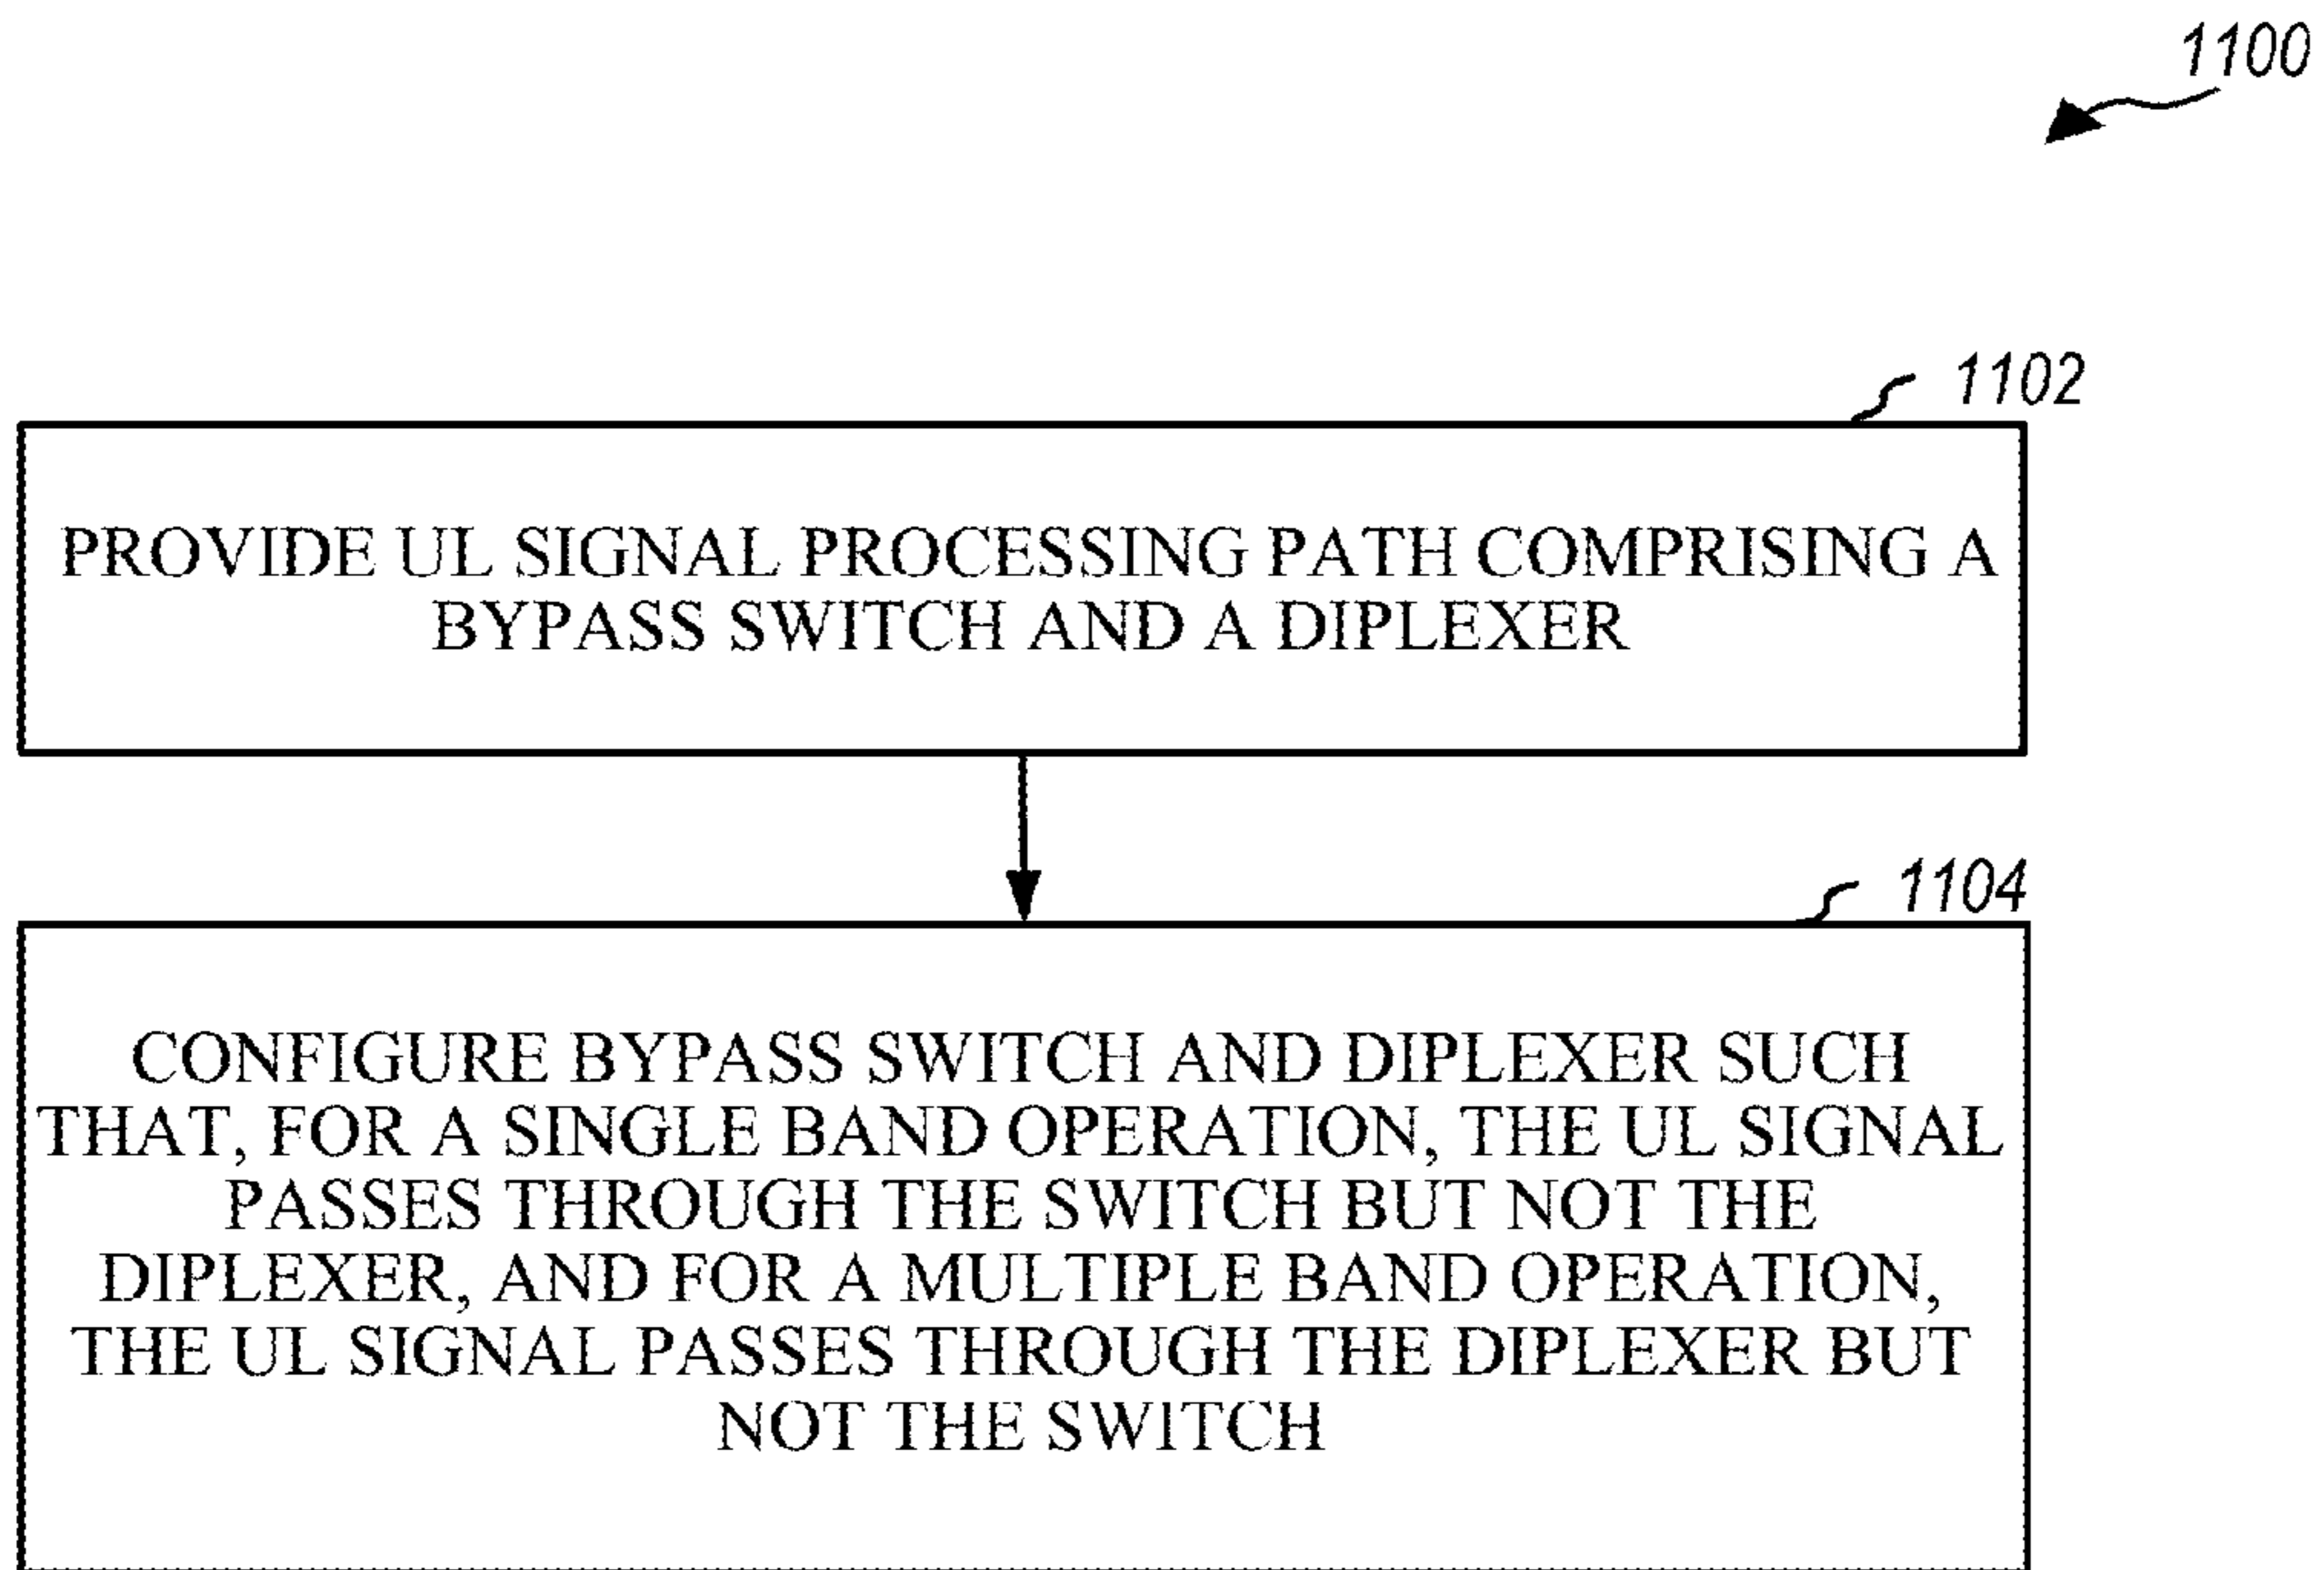 1100
1102
PROVIDE UL SIGNAL PROCESSING PATH COMPRISING A
BYPASS SWITCH AND A DIPLEXER
1104
CONFIGURE BYPASS SWITCH AND DIPLEXER SUCH
THAT, FOR A SINGLE BAND OPERATION, THE UL SIGNAL
PASSES THROUGH THE SWITCH BUT NOT THE
DIPLEXER, AND FOR A MULTIPLE BAND OPERATION,
THE UL SIGNAL PASSES THROUGH THE DIPLEXER BUT
NOT THE SWITCH